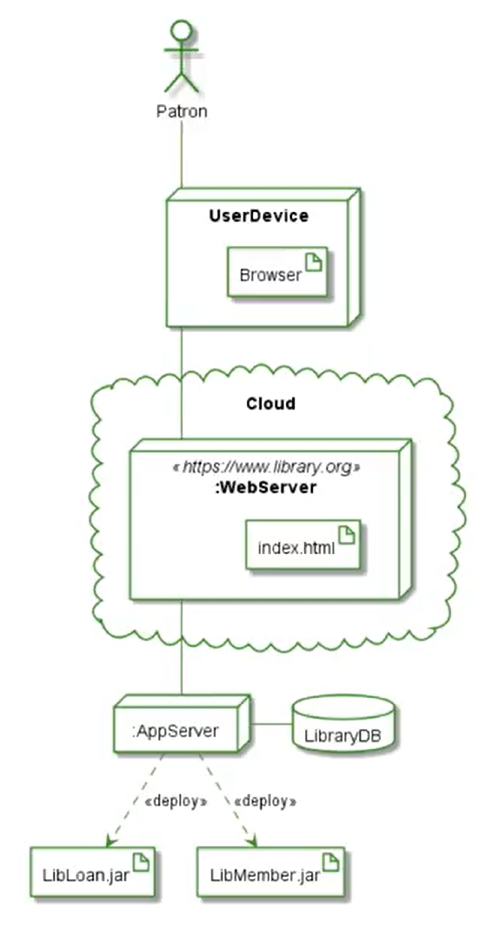 Patron
UserDevice
Browser
Cloud
«https://www.library.org»
:WebServer
index.html
:AppServer
LibraryDB
«deploy»
«deploy»
LibLoan.jar
LibMember.jar